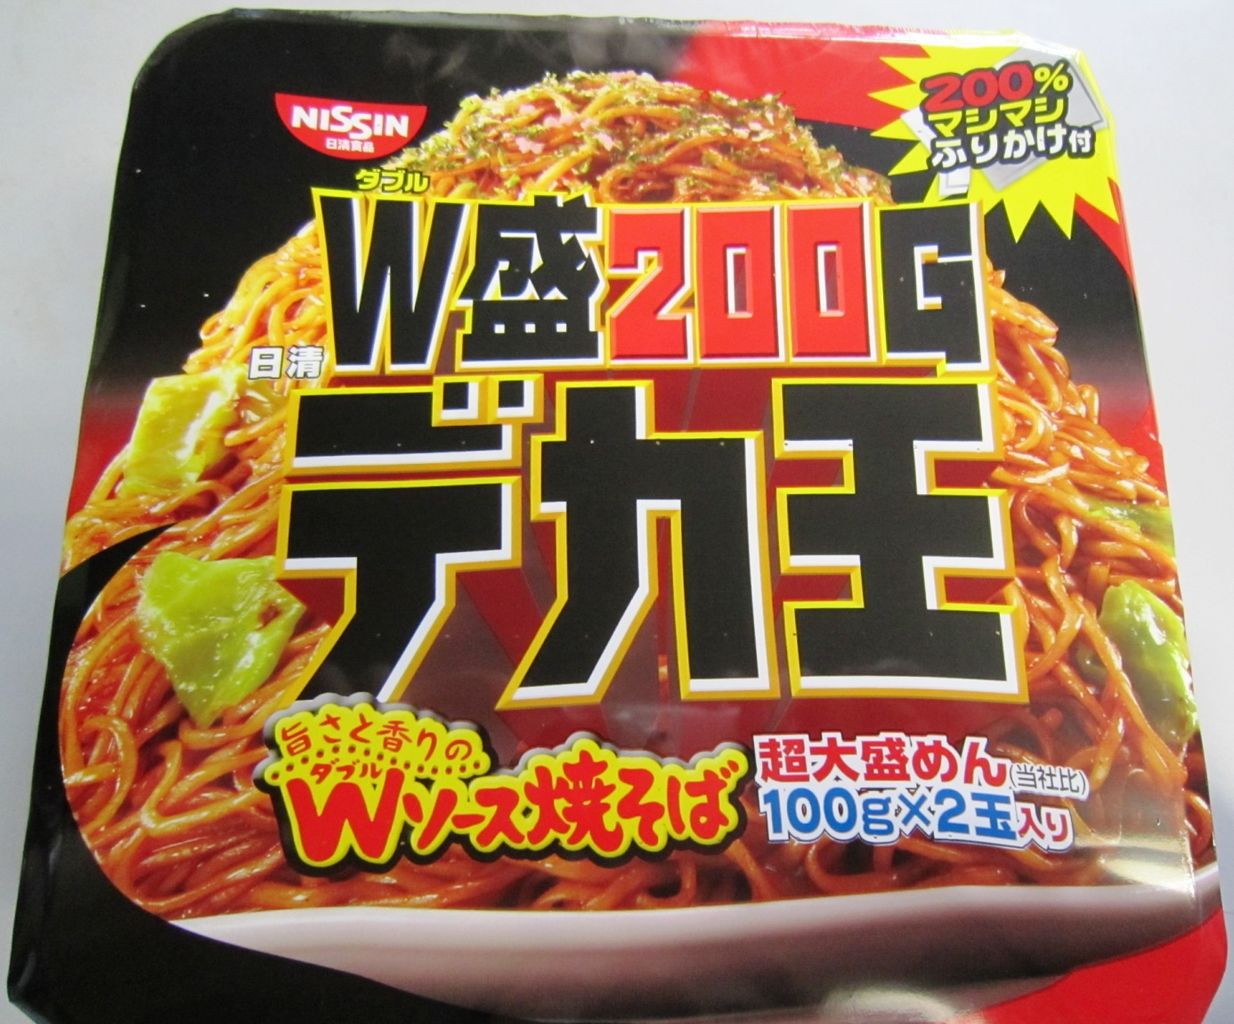 NISSIN
日清食品
200%
マシマシ
ふりかけ付
ダブル
W盛200G
日清
デカ王
旨さと香りの
ダブル
Wソース焼そば
超大盛めん(当社比)
100g×2玉入り